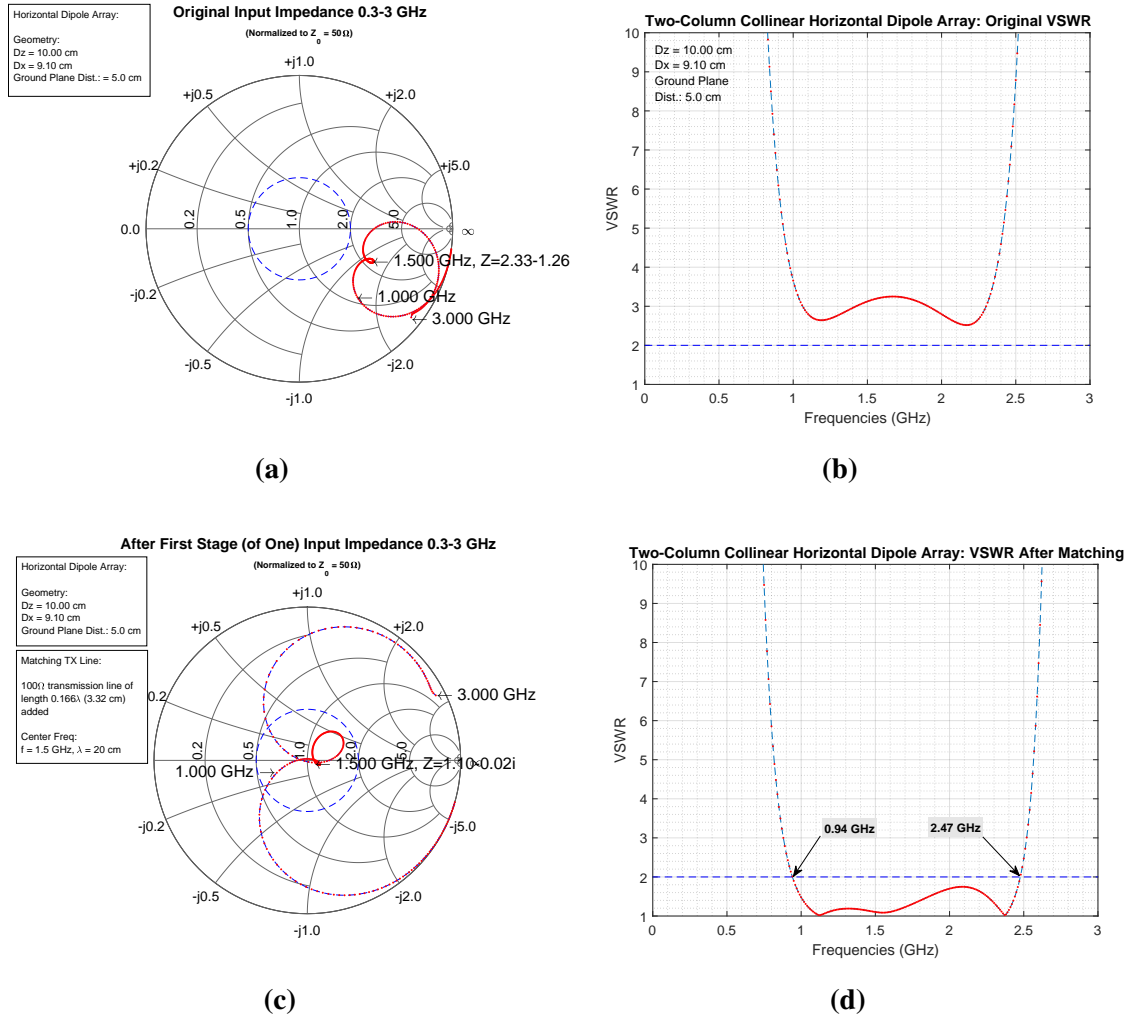 Original Input Impedance 0.3-3 GHz
(Normalized to Z0 = 50Ω)
Horizontal Dipole Array:
Geometry:
Dz = 10.00 cm
Dx = 9.10 cm
Ground Plane Dist.: = 5.0 cm
+j1.0
+j0.5
+j2.0
+j0.2
+j5.0
0.0
0.2
0.5
1.0
2.0
5.0
∞
← 1.500 GHz, Z=2.33-1.26
← 1.000 GHz
← 3.000 GHz
-j0.2
-j0.5
-j2.0
-j1.0
(a)
Two-Column Collinear Horizontal Dipole Array: Original VSWR
Dz = 10.00 cm
Dx = 9.10 cm
Ground Plane
Dist.: 5.0 cm
VSWR
10
9
8
7
6
5
4
3
2
1
0 0.5 1 1.5 2 2.5 3
Frequencies (GHz)
(b)
After First Stage (of One) Input Impedance 0.3-3 GHz
(Normalized to Z0 = 50Ω)
Horizontal Dipole Array:
Geometry:
Dz = 10.00 cm
Dx = 9.10 cm
Ground Plane Dist.: 5.0 cm
Matching TX Line:
100Ω transmission line of
length 0.166λ (3.32 cm)
added
Center Freq:
f = 1.5 GHz, λ = 20 cm
+j1.0
+j0.5
+j2.0
0.2
← 3.000 GHz
0.2
0.5
1.0
2.0
5.0
← 1.500 GHz, Z=1.10-0.02i
1.000 GHz →
-j0.2
-j5.0
-j0.5
-j2.0
-j1.0
(c)
Two-Column Collinear Horizontal Dipole Array: VSWR After Matching
VSWR
10
9
8
7
6
5
4
3
2
1
0.94 GHz
2.47 GHz
0 0.5 1 1.5 2 2.5 3
Frequencies (GHz)
(d)